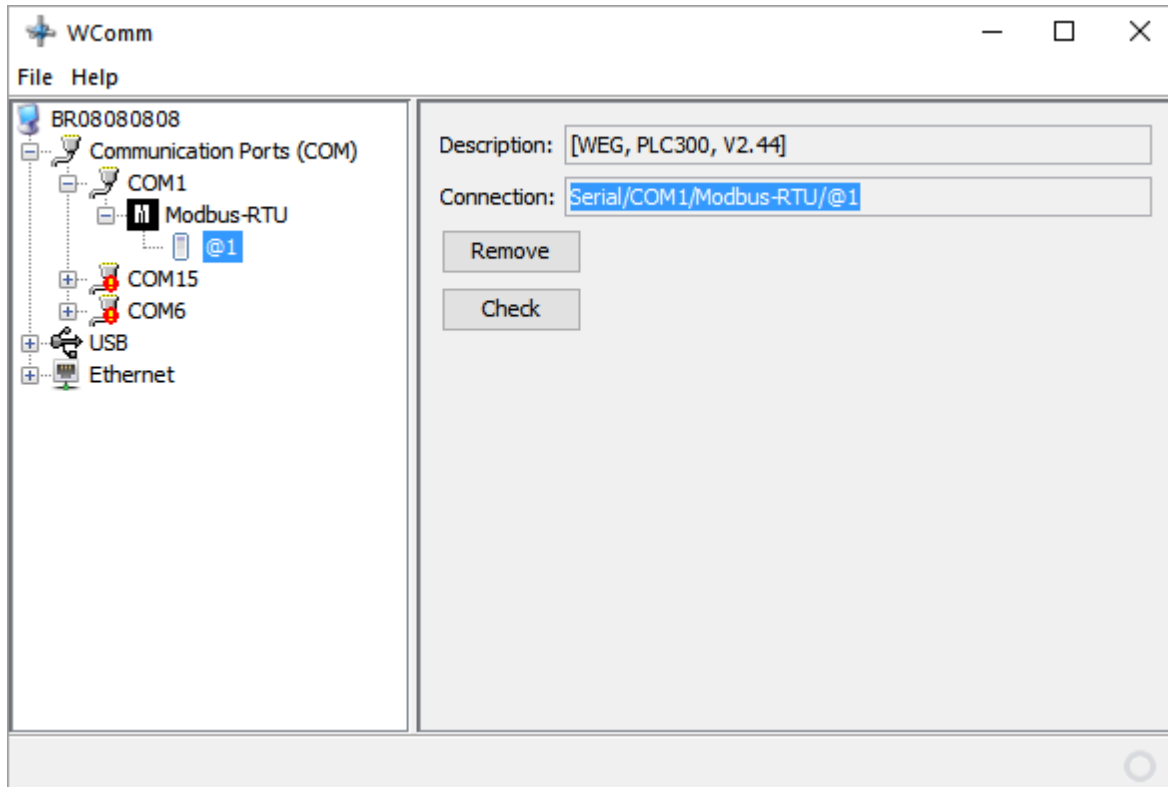 WComm
File Help
BR08080808
Communication Ports (COM)
COM1
Modbus-RTU
@1
COM15
COM6
USB
Ethernet
Description: [WEG, PLC300, V2.44]
Connection: Serial/COM1/Modbus-RTU/@1
Remove
Check